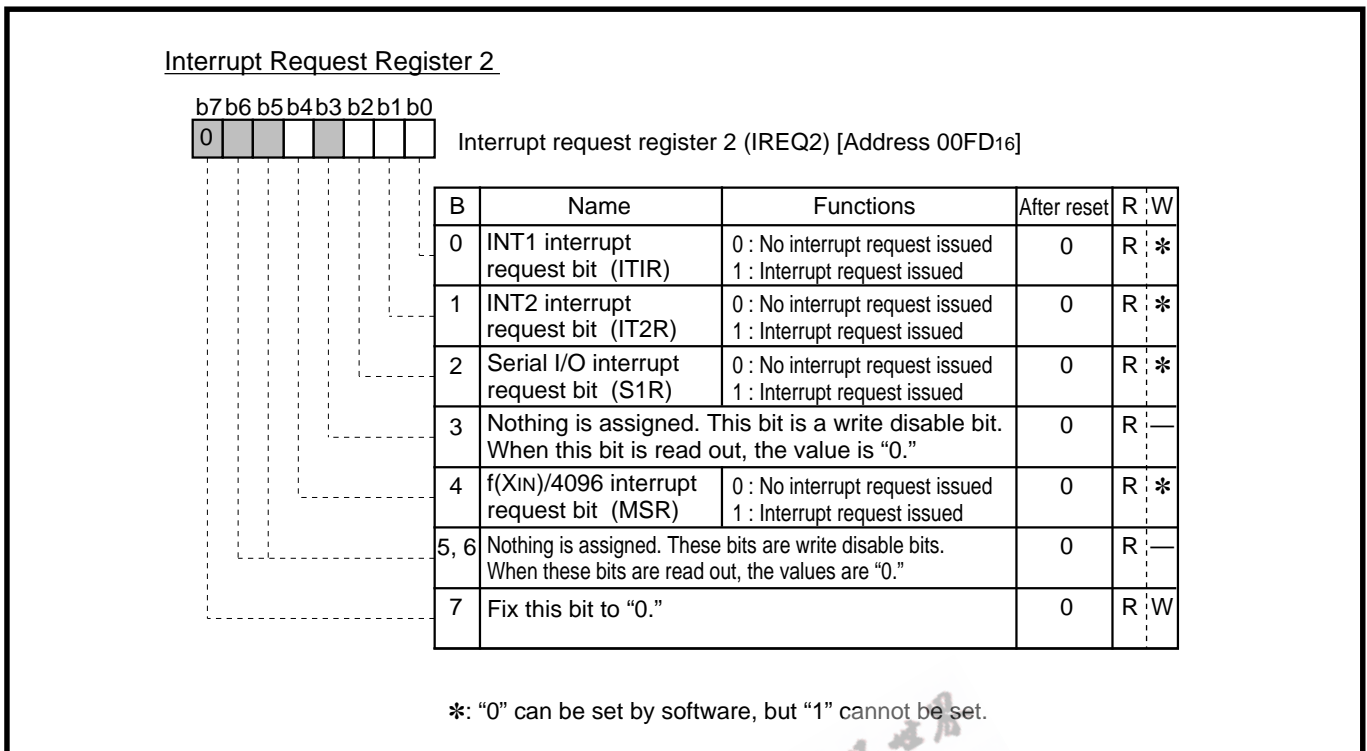 Interrupt Request Register 2
b7 b6 b5 b4 b3 b2 b1 b0
0
Interrupt request register 2 (IREQ2) [Address 00FD16]
B Name Functions After reset R W
0 INT1 interrupt request bit (ITIR) 0 : No interrupt request issued 1 : Interrupt request issued 0 R ✽
1 INT2 interrupt request bit (IT2R) 0 : No interrupt request issued 1 : Interrupt request issued 0 R ✽
2 Serial I/O interrupt request bit (S1R) 0 : No interrupt request issued 1 : Interrupt request issued 0 R ✽
3 Nothing is assigned. This bit is a write disable bit. When this bit is read out, the value is “0.” 0 R —
4 f(XIN)/4096 interrupt request bit (MSR) 0 : No interrupt request issued 1 : Interrupt request issued 0 R ✽
5, 6 Nothing is assigned. These bits are write disable bits. When these bits are read out, the values are “0.” 0 R —
7 Fix this bit to “0.” 0 R W
✽: “0” can be set by software, but “1” cannot be set.